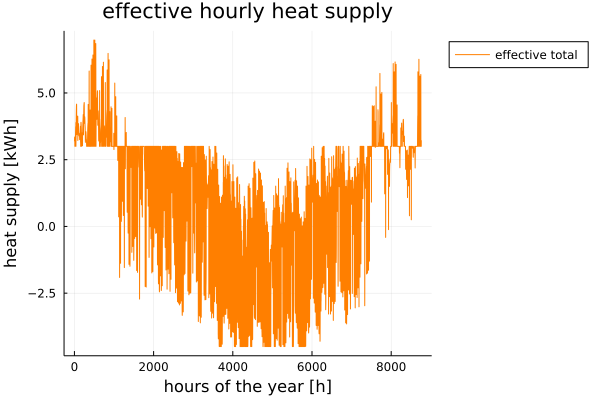 effective hourly heat supply
effective total
heat supply [kWh]
5.0
2.5
0.0
−2.5
0 2000 4000 6000 8000
hours of the year [h]